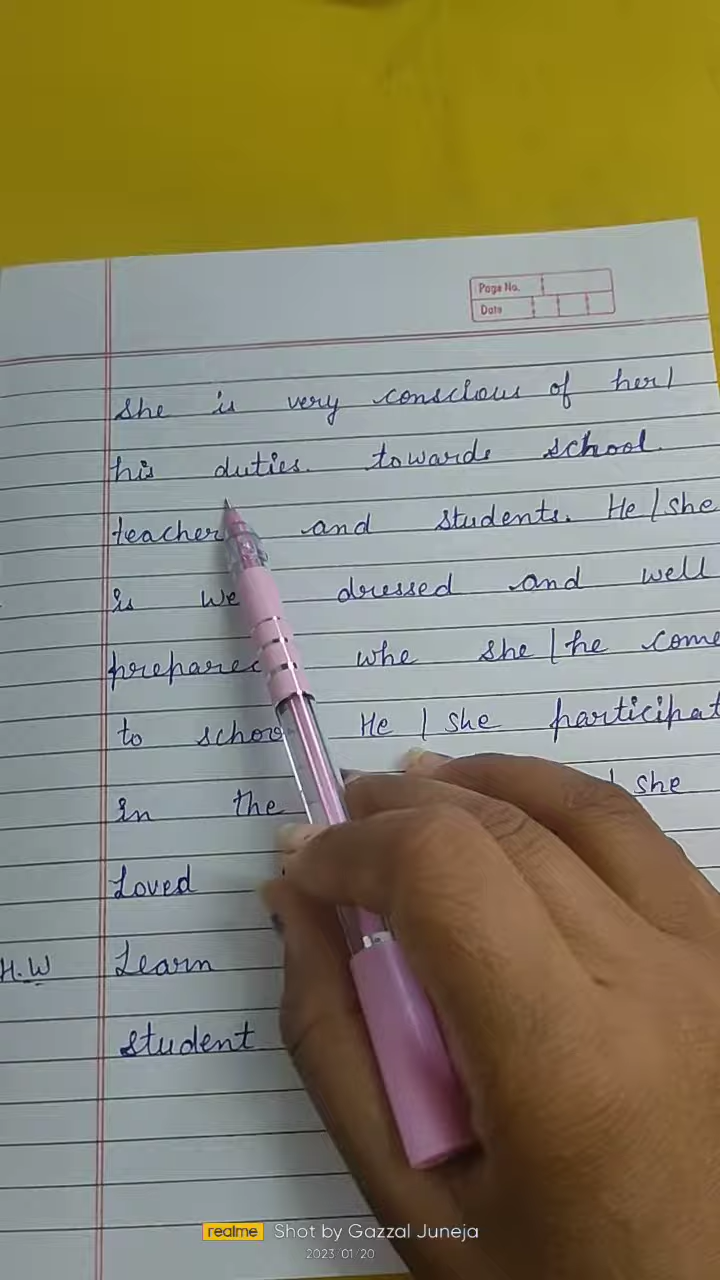 Page No.
Date
She is very conscious of her/
his duties. towards school.
teacher and students. He/she
is we dressed and well
prepared whe she/he come
to schoo He/she participat
in the she
Loved
H.W Learn
student
realme Shot by Gazzal Juneja
2023/01/20